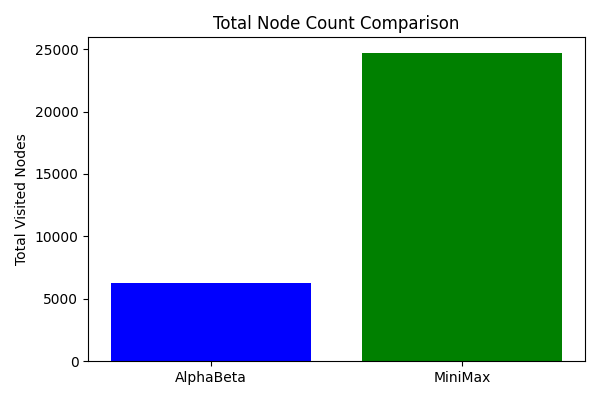 Total Node Count Comparison
Total Visited Nodes
25000
20000
15000
10000
5000
0
AlphaBeta
MiniMax